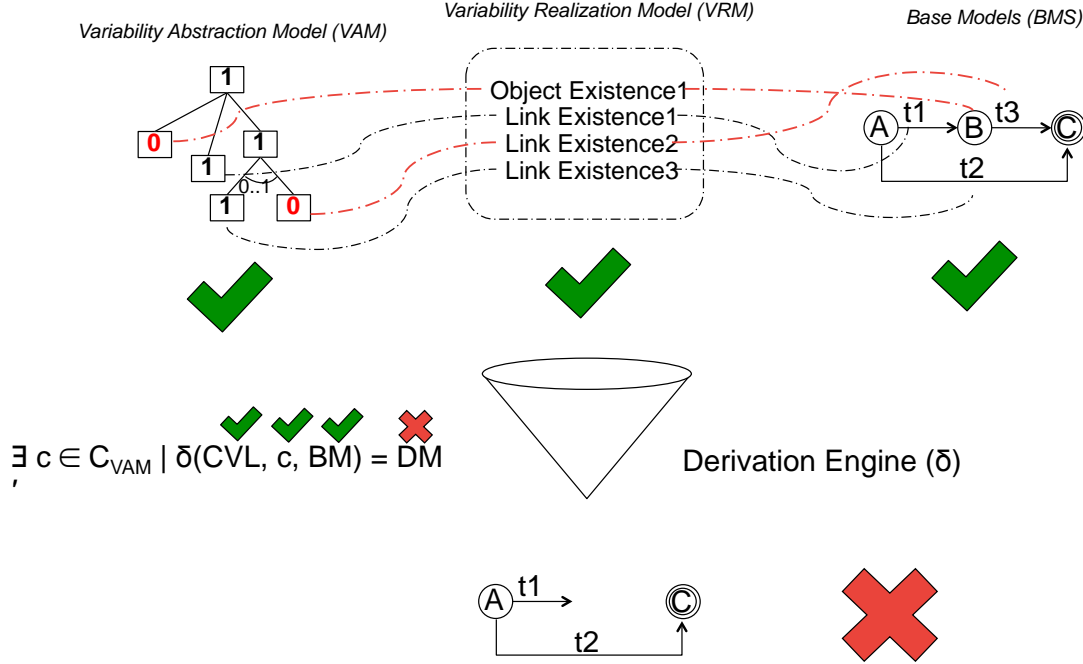 Variability Abstraction Model (VAM)
Variability Realization Model (VRM)
Base Models (BMS)
1
0
1
1
0..1
1
0
Object Existence1
Link Existence1
Link Existence2
Link Existence3
A
t1
B
t3
C
t2
∃ c ∈ C_VAM | δ(CVL, c, BM) = DM
,
Derivation Engine (δ)
A
t1
C
t2